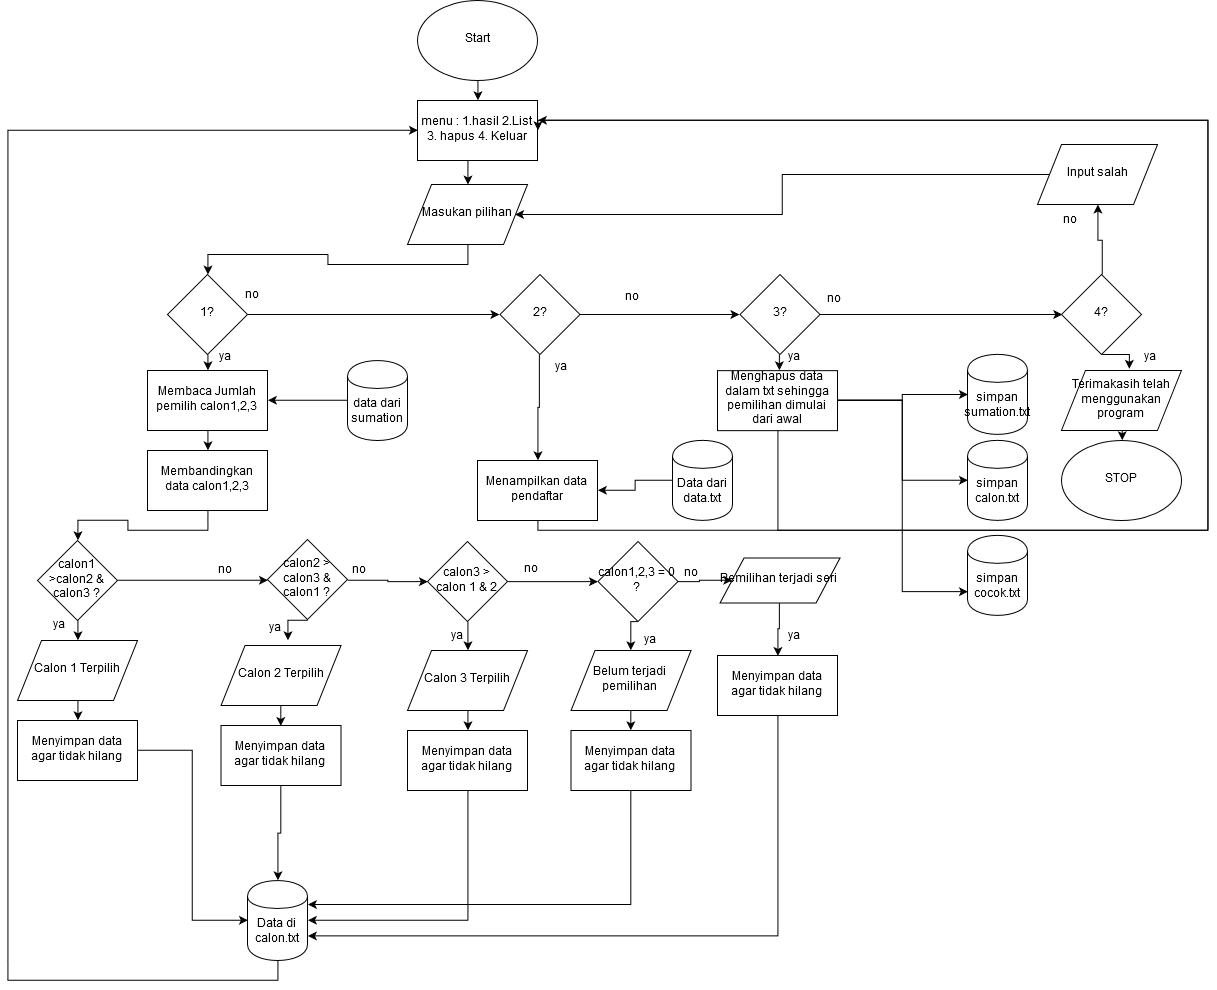 Start
menu : 1.hasil 2.List
3. hapus 4. Keluar
Masukan pilihan
Input salah
no
1?
no
2?
no
3?
no
4?
ya
ya
ya
ya
Membaca Jumlah
pemilih calon1,2,3
data dari
sumation
Menghapus data
dalam txt sehingga
pemilihan dimulai
dari awal
simpan
sumation.txt
Terimakasih telah
menggunakan
program
Membandingkan
data calon1,2,3
Menampilkan data
pendaftar
Data dari
data.txt
simpan
calon.txt
STOP
simpan
cocok.txt
calon1
>calon2 &
calon3 ?
no
calon2 >
calon3 &
calon1 ?
no
calon3 >
calon 1 & 2
no
calon1,2,3 = 0
?
no
Pemilihan terjadi seri
ya
ya
ya
ya
ya
Calon 1 Terpilih
Calon 2 Terpilih
Calon 3 Terpilih
Belum terjadi
pemilihan
Menyimpan data
agar tidak hilang
Menyimpan data
agar tidak hilang
Menyimpan data
agar tidak hilang
Menyimpan data
agar tidak hilang
Menyimpan data
agar tidak hilang
Data di
calon.txt